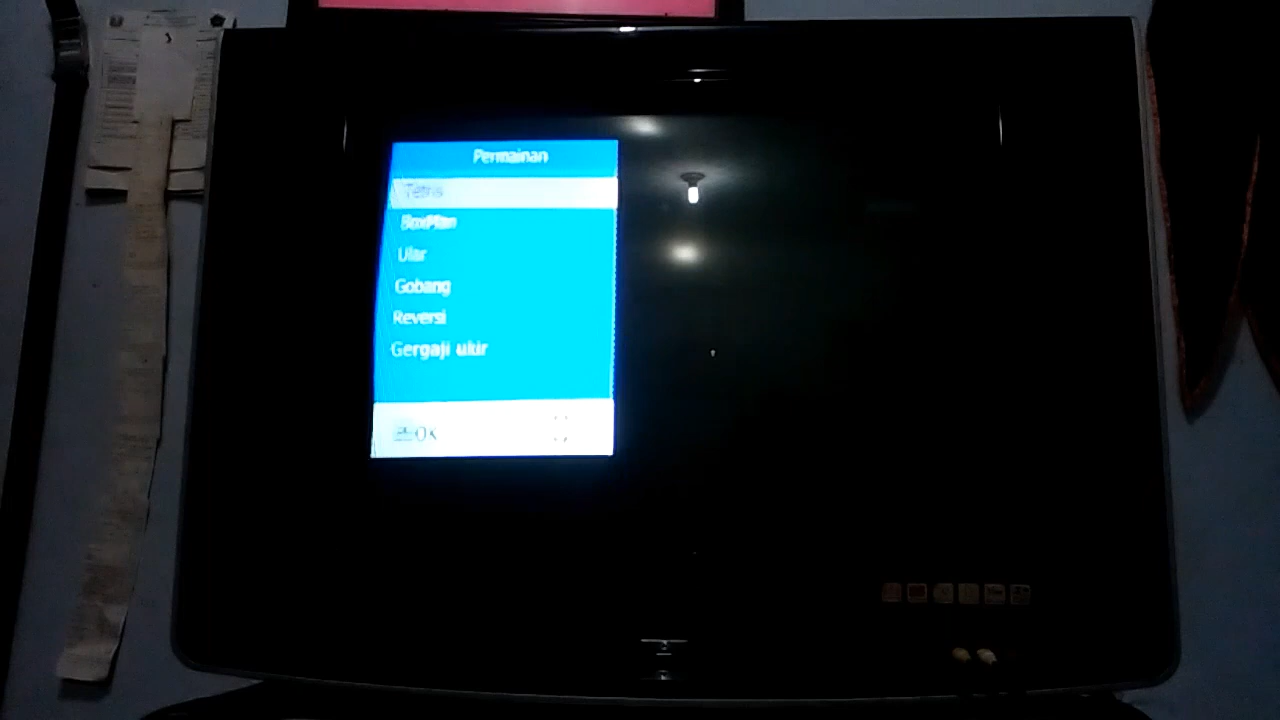 Permainan
Tetris
BoxMan
Ular
Gobang
Reversi
Gergaji ukir
OK